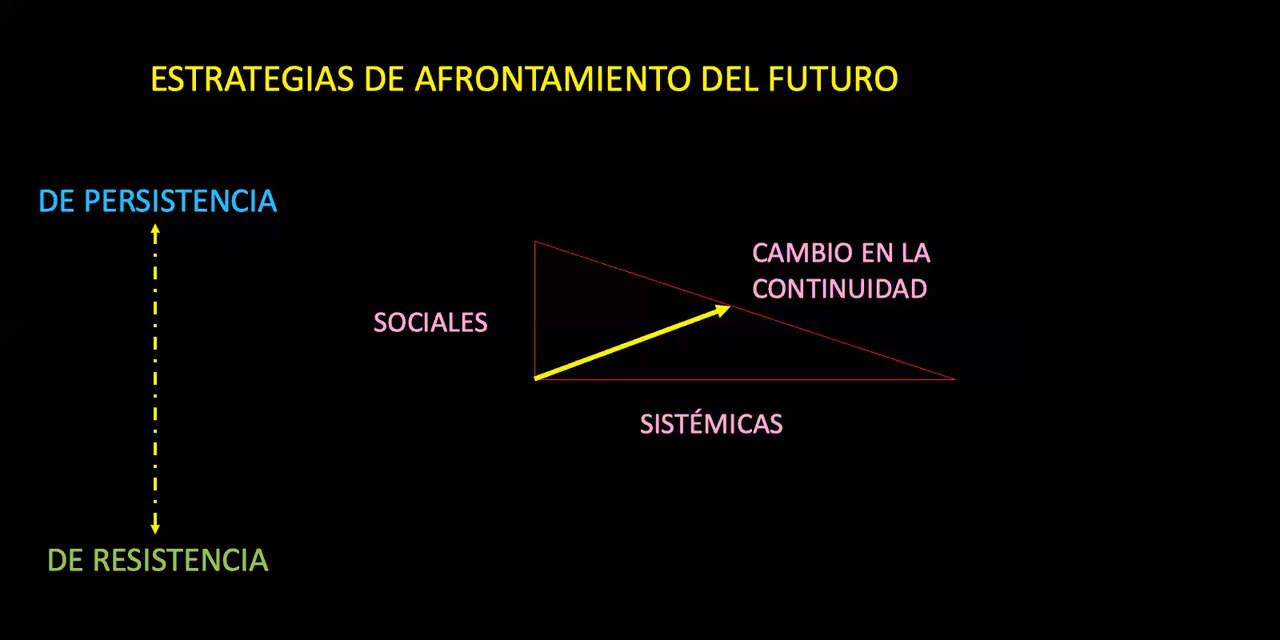 ESTRATEGIAS DE AFRONTAMIENTO DEL FUTURO
DE PERSISTENCIA
CAMBIO EN LA
CONTINUIDAD
SOCIALES
SISTÉMICAS
DE RESISTENCIA